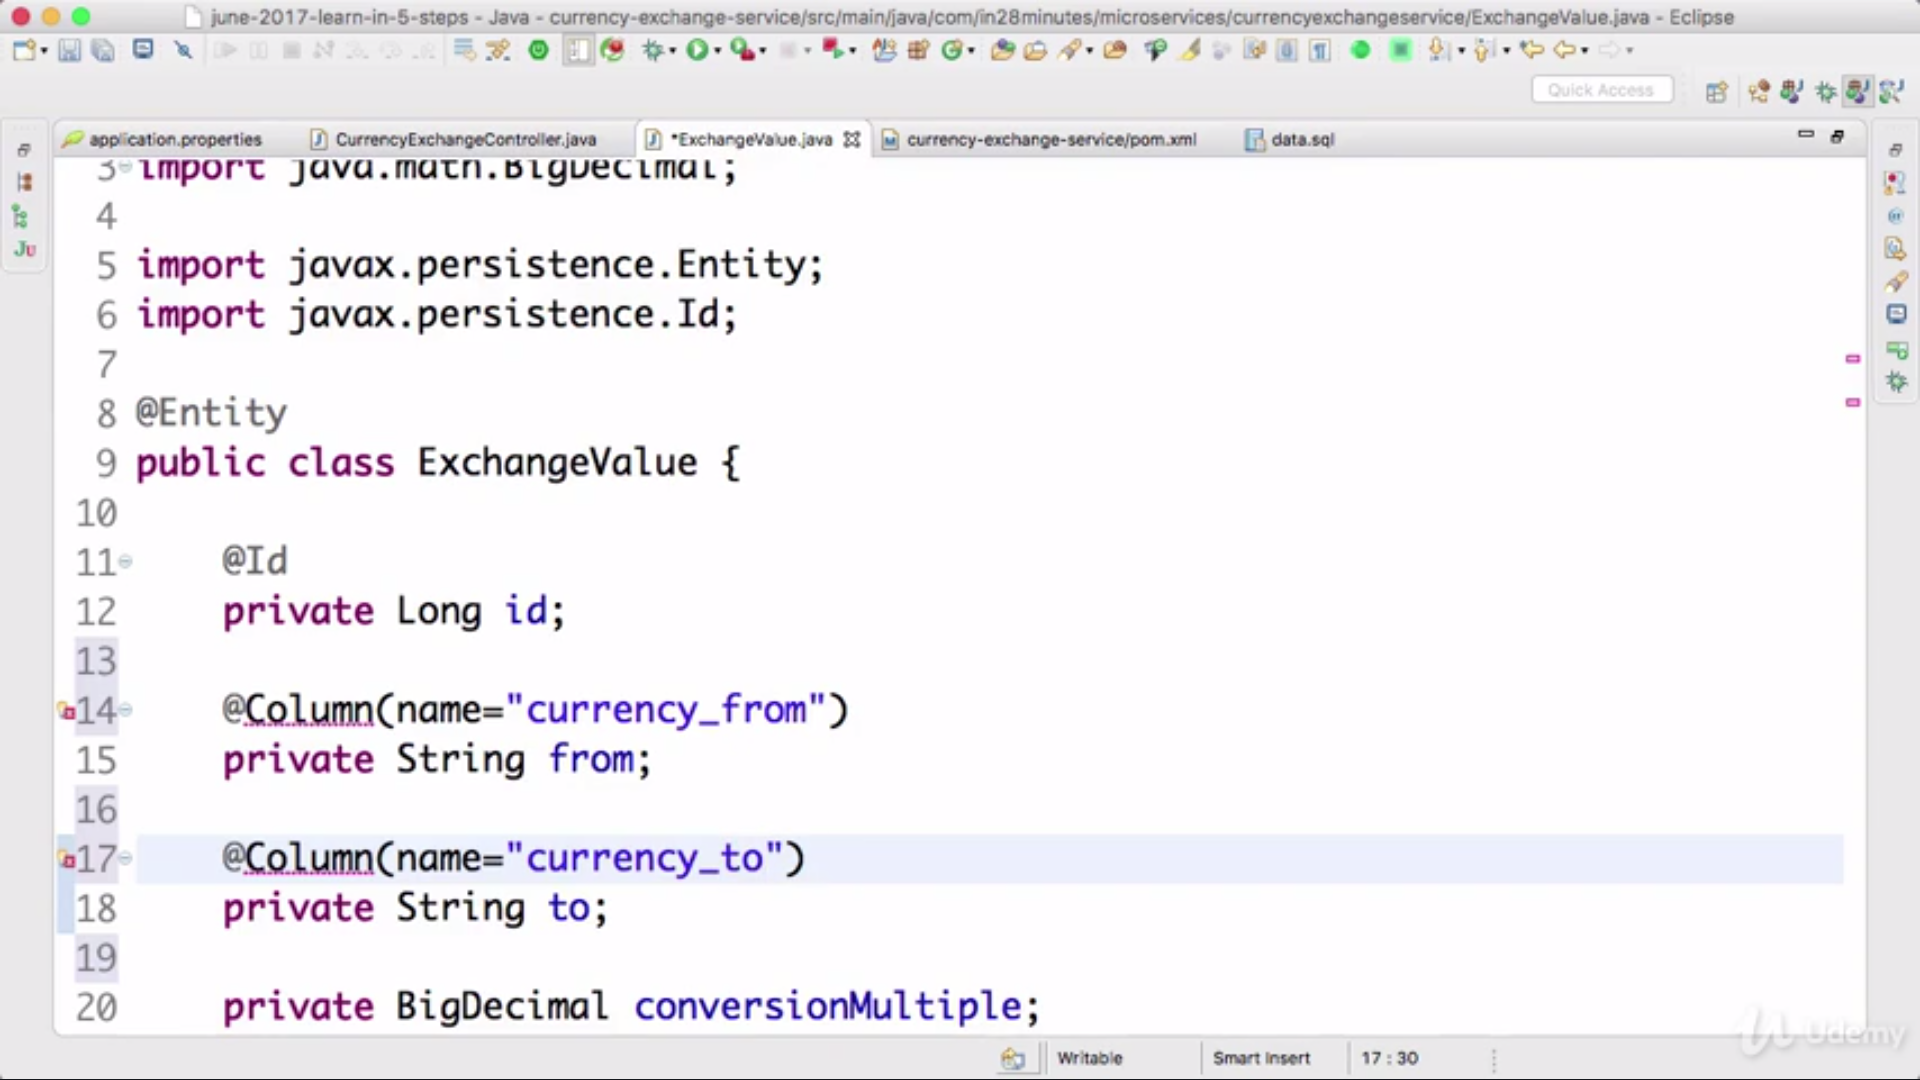 june-2017-learn-in-5-steps - Java - currency-exchange-service/src/main/java/com/in28minutes/microservices/currencyexchangeservice/ExchangeValue.java - Eclipse
Quick Access
application.properties CurrencyExchangeController.java *ExchangeValue.java currency-exchange-service/pom.xml data.sql
Ju
3 import java.math.BigDecimal;
4
5 import javax.persistence.Entity;
6 import javax.persistence.Id;
7
8 @Entity
9 public class ExchangeValue {
10
11 @Id
12 private Long id;
13
14 @Column(name="currency_from")
15 private String from;
16
17 @Column(name="currency_to")
18 private String to;
19
20 private BigDecimal conversionMultiple;
Udemy
Writable Smart Insert 17 : 30